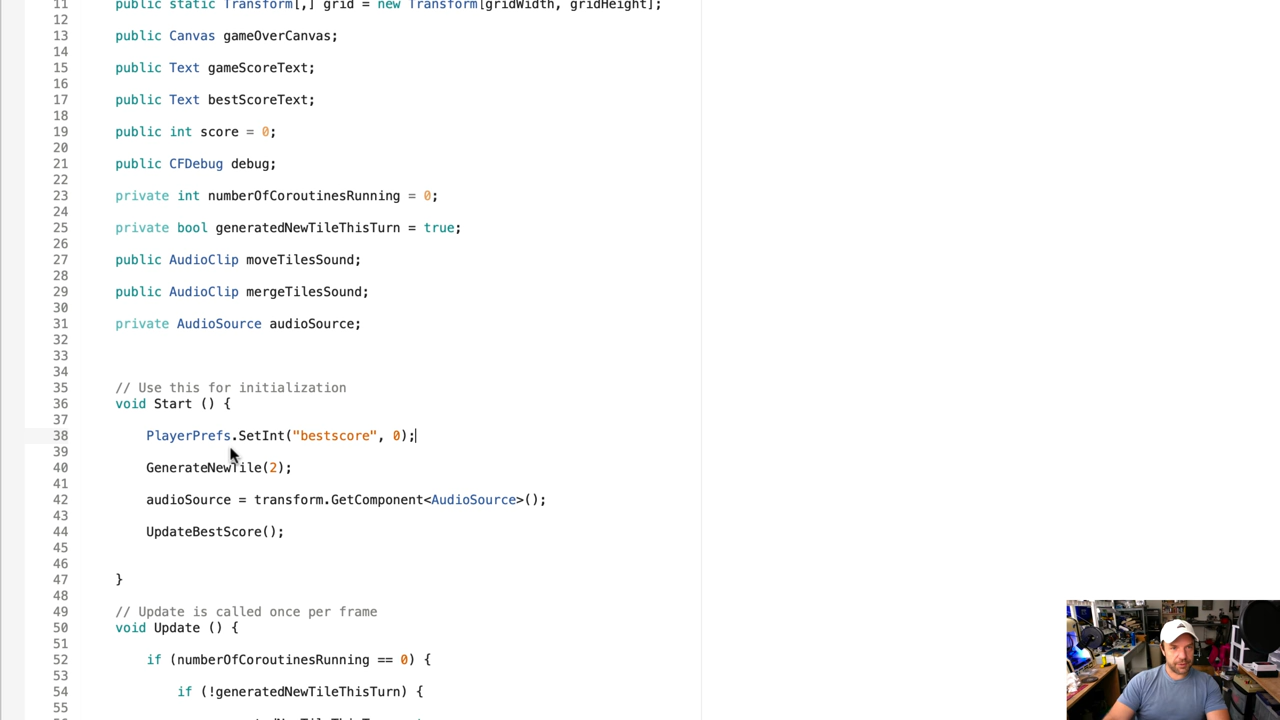 11 public static Transform[,] grid = new Transform[gridWidth, gridHeight];
12
13 public Canvas gameOverCanvas;
14
15 public Text gameScoreText;
16
17 public Text bestScoreText;
18
19 public int score = 0;
20
21 public CFDebug debug;
22
23 private int numberOfCoroutinesRunning = 0;
24
25 private bool generatedNewTileThisTurn = true;
26
27 public AudioClip moveTilesSound;
28
29 public AudioClip mergeTilesSound;
30
31 private AudioSource audioSource;
32
33
34
35 // Use this for initialization
36 void Start () {
37
38 PlayerPrefs.SetInt("bestscore", 0);
39
40 GenerateNewTile(2);
41
42 audioSource = transform.GetComponent<AudioSource>();
43
44 UpdateBestScore();
45
46
47 }
48
49 // Update is called once per frame
50 void Update () {
51
52 if (numberOfCoroutinesRunning == 0) {
53
54 if (!generatedNewTileThisTurn) {
55